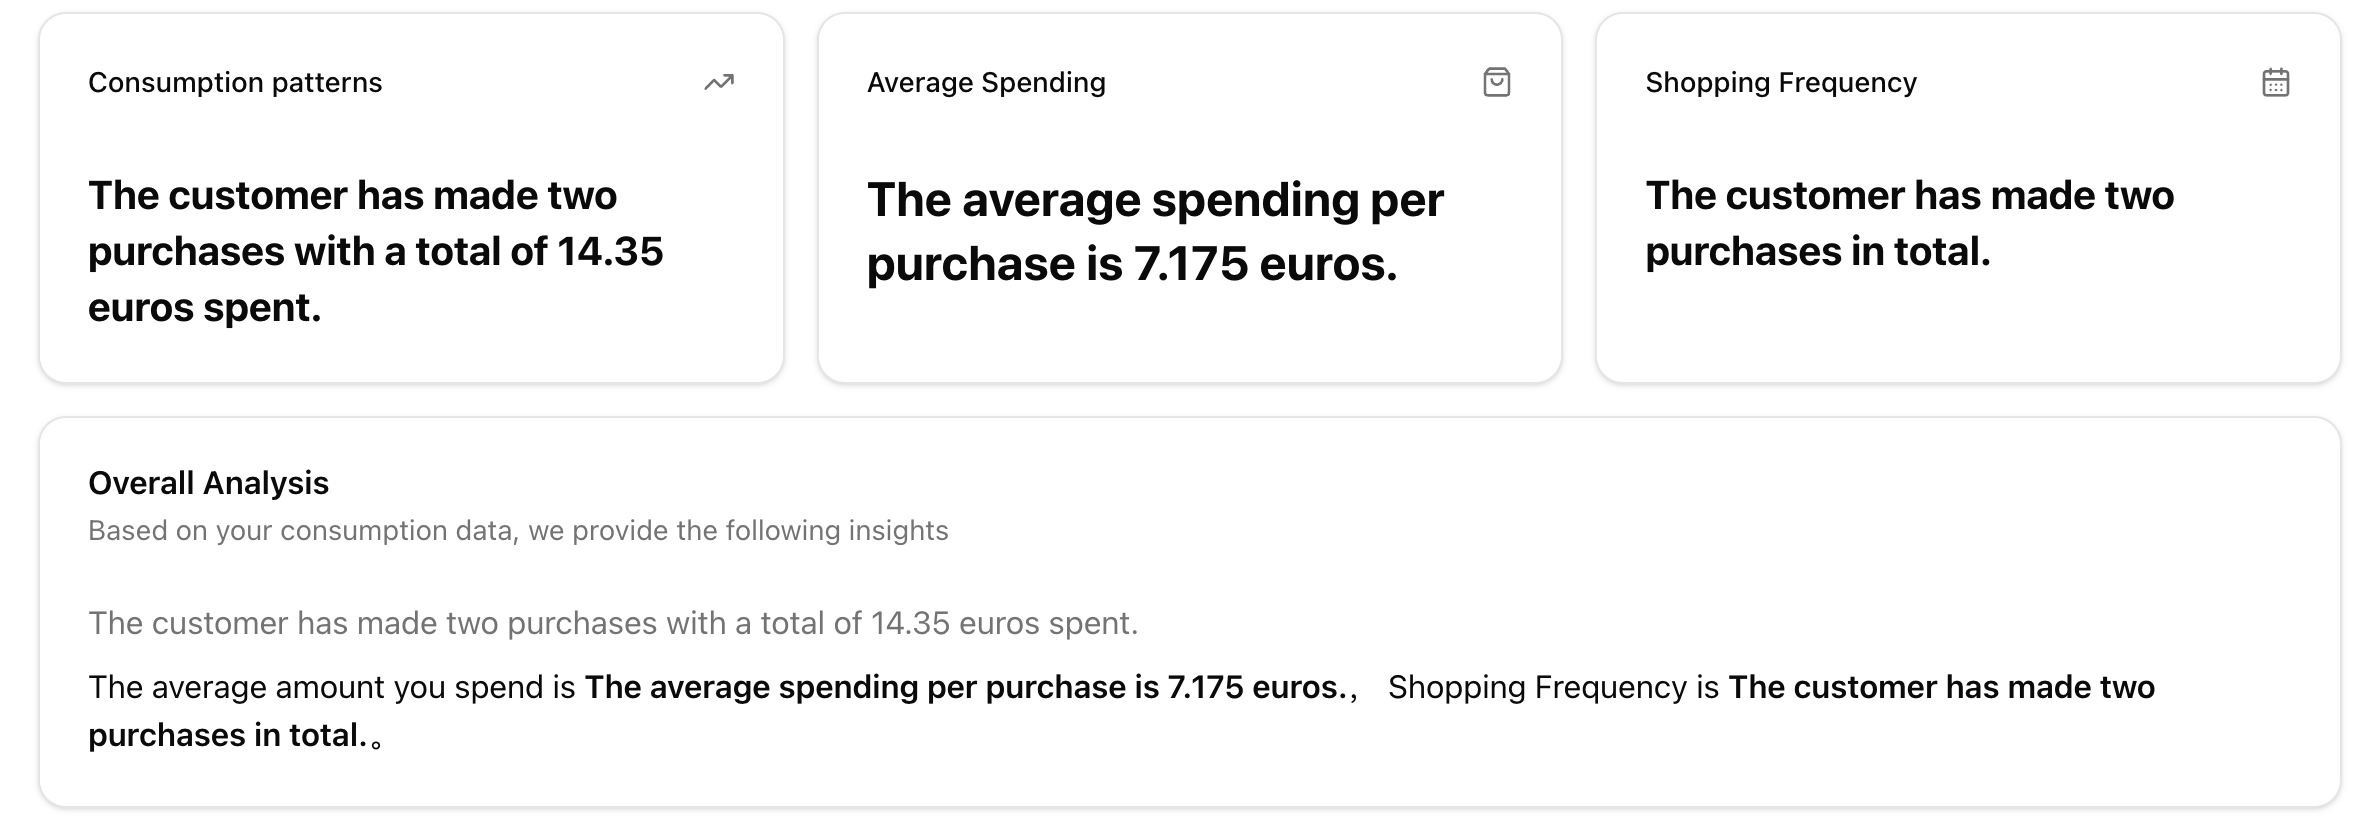 Consumption patterns
The customer has made two
purchases with a total of 14.35
euros spent.
Average Spending
The average spending per
purchase is 7.175 euros.
Shopping Frequency
The customer has made two
purchases in total.
Overall Analysis
Based on your consumption data, we provide the following insights
The customer has made two purchases with a total of 14.35 euros spent.
The average amount you spend is The average spending per purchase is 7.175 euros.， Shopping Frequency is The customer has made two
purchases in total.。